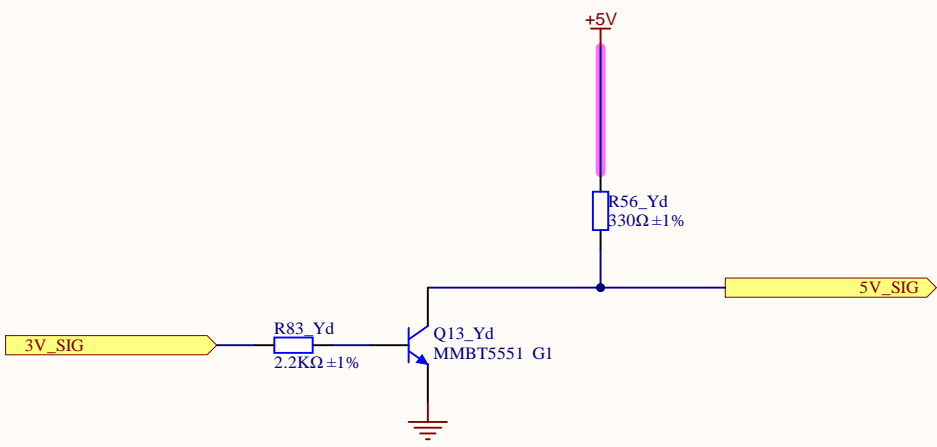 +5V
R56_Yd
330Ω±1%
5V_SIG
3V_SIG
R83_Yd
2.2KΩ±1%
Q13_Yd
MMBT5551 G1